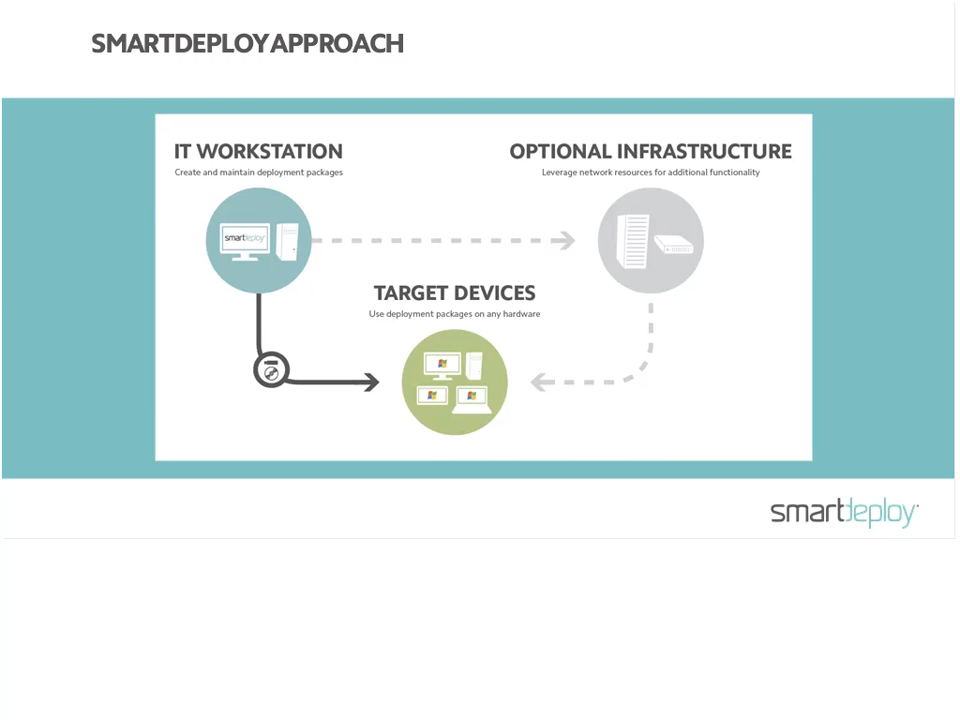 SMARTDEPLOY APPROACH
IT WORKSTATION
Create and maintain deployment packages
OPTIONAL INFRASTRUCTURE
Leverage network resources for additional functionality
smartdeploy
TARGET DEVICES
Use deployment packages on any hardware
smartdeploy